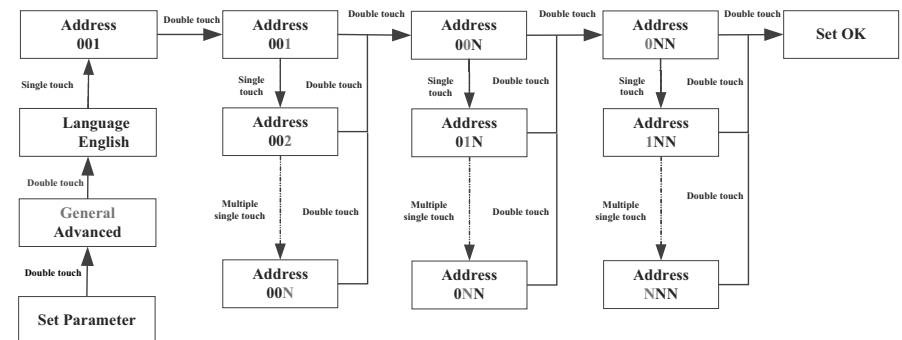 Address
001
Double touch
Address
001
Double touch
Address
00N
Double touch
Address
0NN
Double touch
Set OK
Single touch
Single
touch
Double touch
Single
touch
Double touch
Single
touch
Double touch
Language
English
Address
002
Address
01N
Address
1NN
Double touch
Multiple
single touch
Double touch
Multiple
single touch
Double touch
Multiple
single touch
Double touch
General
Advanced
Double touch
Address
00N
Address
0NN
Address
NNN
Set Parameter